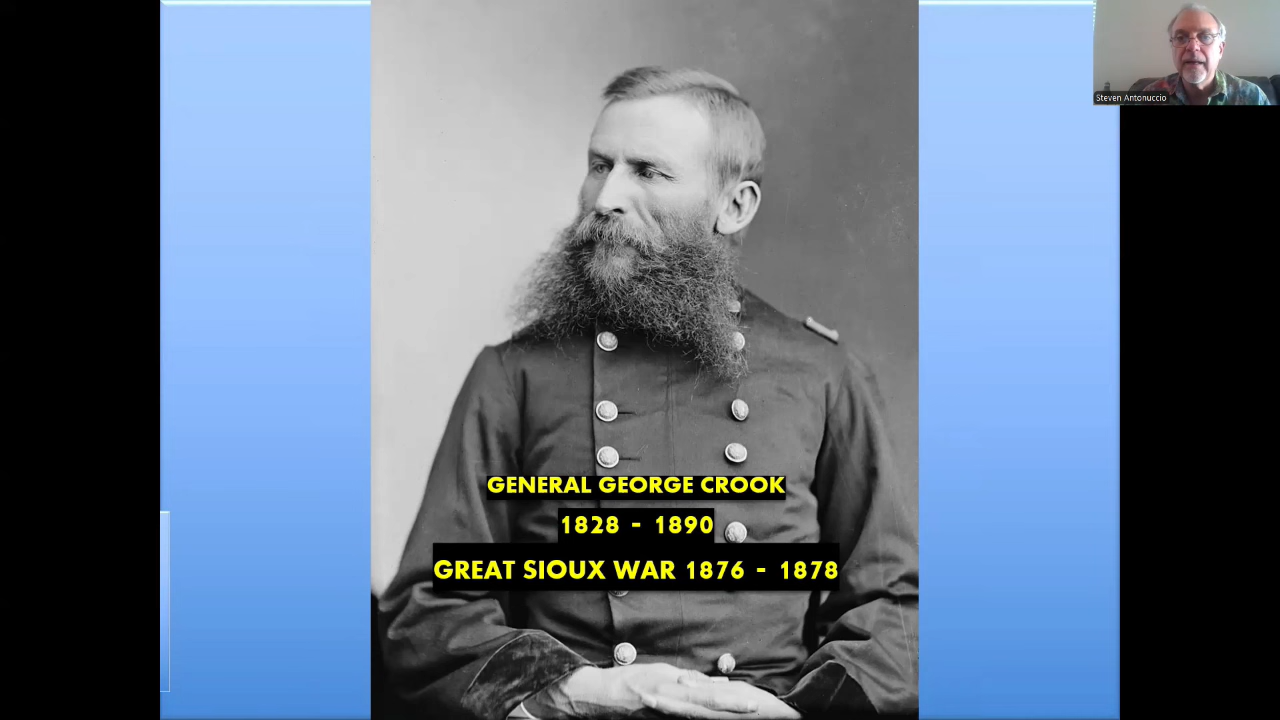 Steven Antonuccio
GENERAL GEORGE CROOK
1828 - 1890
GREAT SIOUX WAR 1876 - 1878